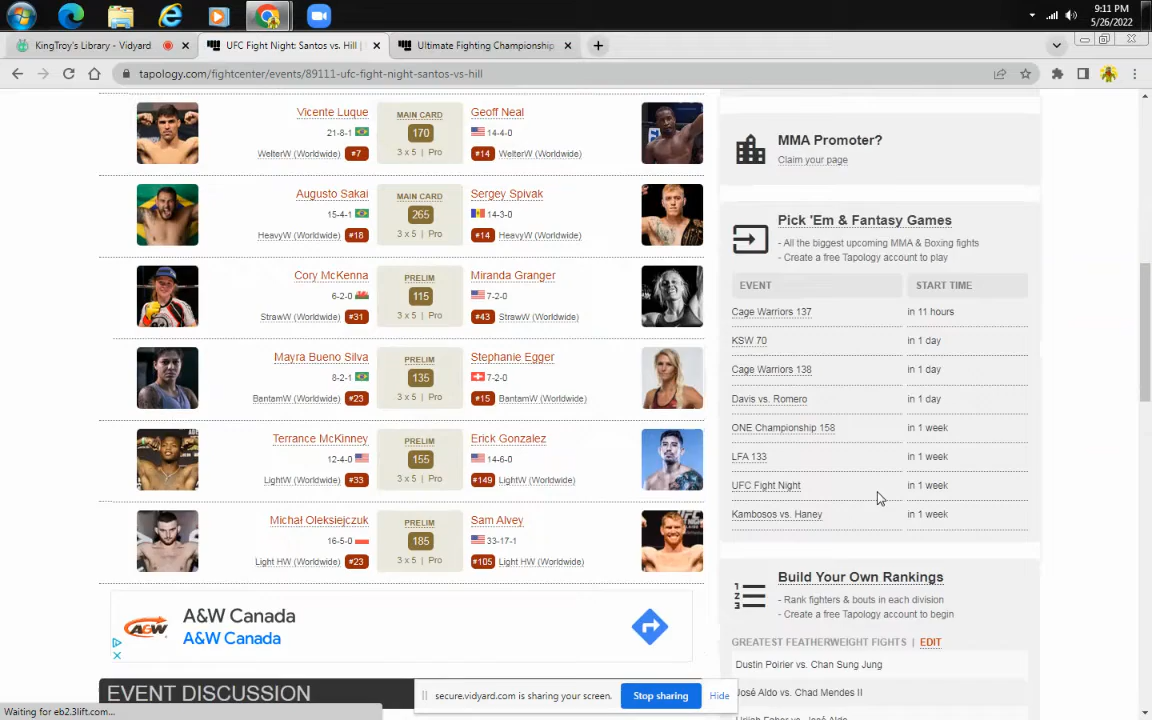 9:11 PM
5/26/2022
KingTroy's Library - Vidyard
UFC Fight Night: Santos vs. Hill |
Ultimate Fighting Championship
tapology.com/fightcenter/events/89111-ufc-fight-night-santos-vs-hill
Vicente Luque
MAIN CARD
Geoff Neal
21-8-1
170
14-4-0
WelterW (Worldwide) #7
3 x 5 | Pro
#14 WelterW (Worldwide)
Augusto Sakai
MAIN CARD
Sergey Spivak
15-4-1
265
14-3-0
HeavyW (Worldwide) #18
3 x 5 | Pro
#14 HeavyW (Worldwide)
Cory McKenna
PRELIM
Miranda Granger
6-2-0
115
7-2-0
StrawW (Worldwide) #31
3 x 5 | Pro
#43 StrawW (Worldwide)
Mayra Bueno Silva
PRELIM
Stephanie Egger
8-2-1
135
7-2-0
BantamW (Worldwide) #23
3 x 5 | Pro
#15 BantamW (Worldwide)
Terrance McKinney
PRELIM
Erick Gonzalez
12-4-0
155
14-6-0
LightW (Worldwide) #33
3 x 5 | Pro
#149 LightW (Worldwide)
Michał Oleksiejczuk
PRELIM
Sam Alvey
16-5-0
185
33-17-1
Light HW (Worldwide) #23
3 x 5 | Pro
#105 Light HW (Worldwide)
A&W
A&W Canada
A&W Canada
EVENT DISCUSSION
MMA Promoter?
Claim your page
Pick 'Em & Fantasy Games
- All the biggest upcoming MMA & Boxing fights
- Create a free Tapology account to play
EVENT START TIME
Cage Warriors 137 in 11 hours
KSW 70 in 1 day
Cage Warriors 138 in 1 day
Davis vs. Romero in 1 day
ONE Championship 158 in 1 week
LFA 133 in 1 week
UFC Fight Night in 1 week
Kambosos vs. Haney in 1 week
Build Your Own Rankings
- Rank fighters & bouts in each division
- Create a free Tapology account to begin
GREATEST FEATHERWEIGHT FIGHTS | EDIT
Dustin Poirier vs. Chan Sung Jung
José Aldo vs. Chad Mendes II
Urijah Faber vs. José Aldo
secure.vidyard.com is sharing your screen. Stop sharing Hide
Waiting for eb2.3lift.com...